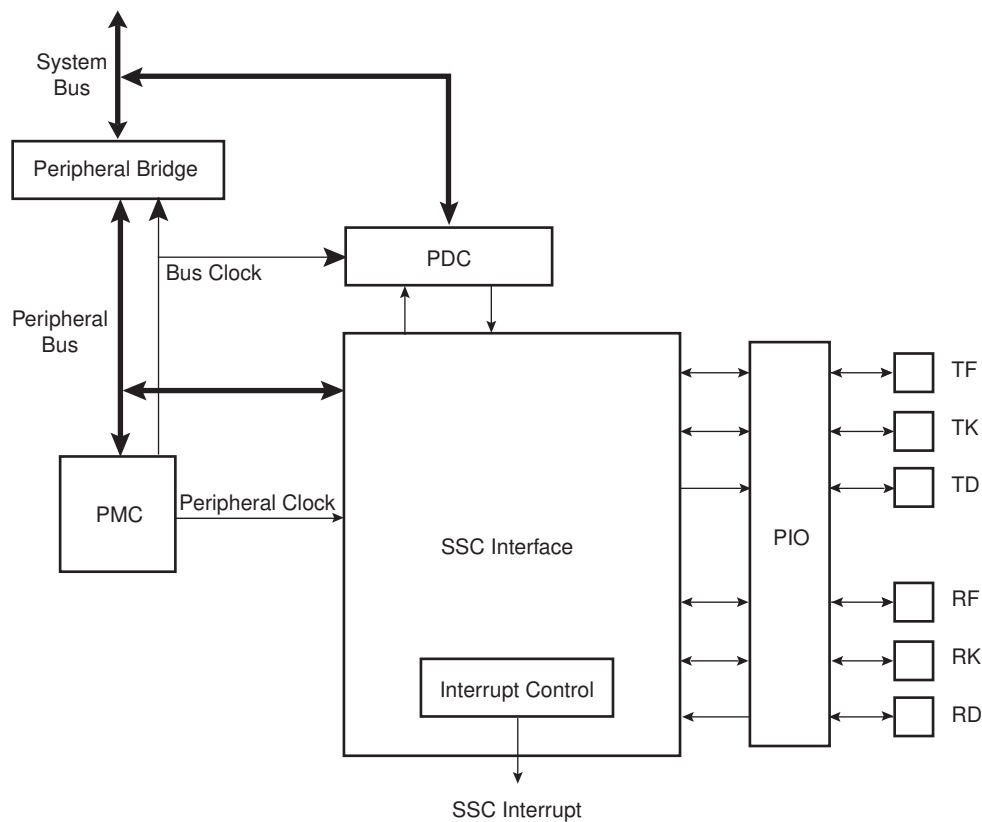 System
Bus
Peripheral Bridge
PDC
Bus Clock
Peripheral
Bus
TF
TK
TD
PMC
Peripheral Clock
SSC Interface
PIO
RF
RK
RD
Interrupt Control
SSC Interrupt